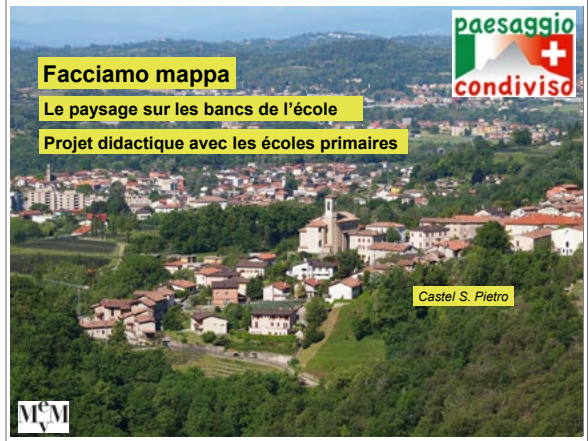 paesaggio
condiviso
Facciamo mappa
Le paysage sur les bancs de l'école
Projet didactique avec les écoles primaires
Castel S. Pietro
MevM